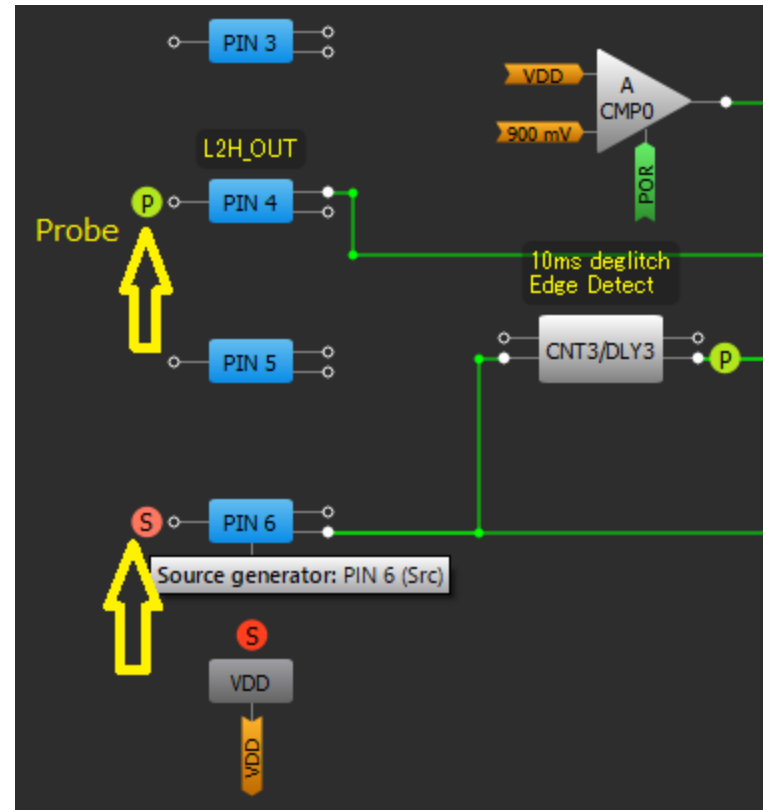 PIN 3
VDD
A
CMP0
900 mV
POR
L2H_OUT
P
PIN 4
Probe
10ms deglitch
Edge Detect
CNT3/DLY3
P
PIN 5
S
PIN 6
Source generator: PIN 6 (Src)
S
VDD
VDD